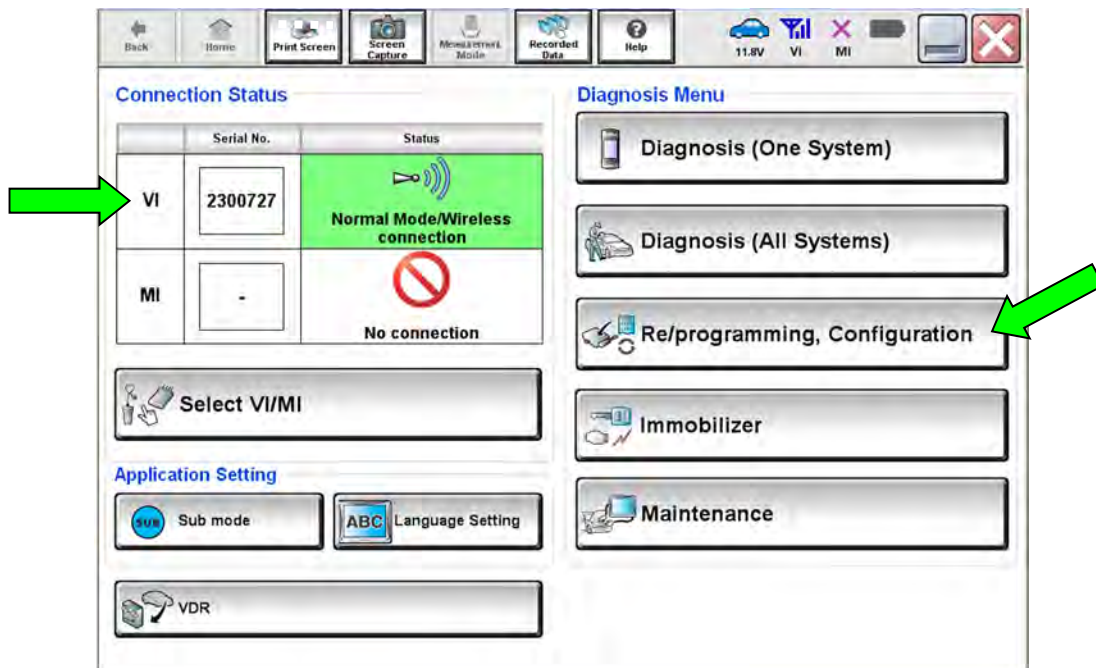 Back
Home
Print Screen
Screen
Capture
Measurement
Mode
Recorded
Data
Help
11.8V
VI
MI
Connection Status
Serial No.
Status
VI
2300727
Normal Mode/Wireless
connection
MI
-
No connection
Select VI/MI
Application Setting
SUB
Sub mode
ABC
Language Setting
VDR
Diagnosis Menu
Diagnosis (One System)
Diagnosis (All Systems)
Re/programming, Configuration
Immobilizer
Maintenance